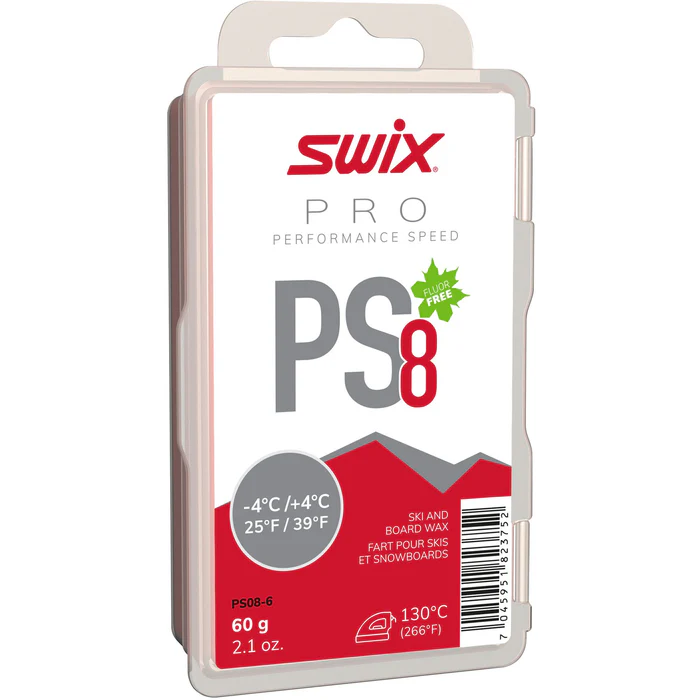 SWIX
PRO
PERFORMANCE SPEED
FLUOR
FREE
PS8
-4°C /+4°C
25°F / 39°F
SKI AND
BOARD WAX
FART POUR SKIS
ET SNOWBOARDS
PS08-6
60 g
2.1 oz.
130°C
(266°F)
7 045951 823752